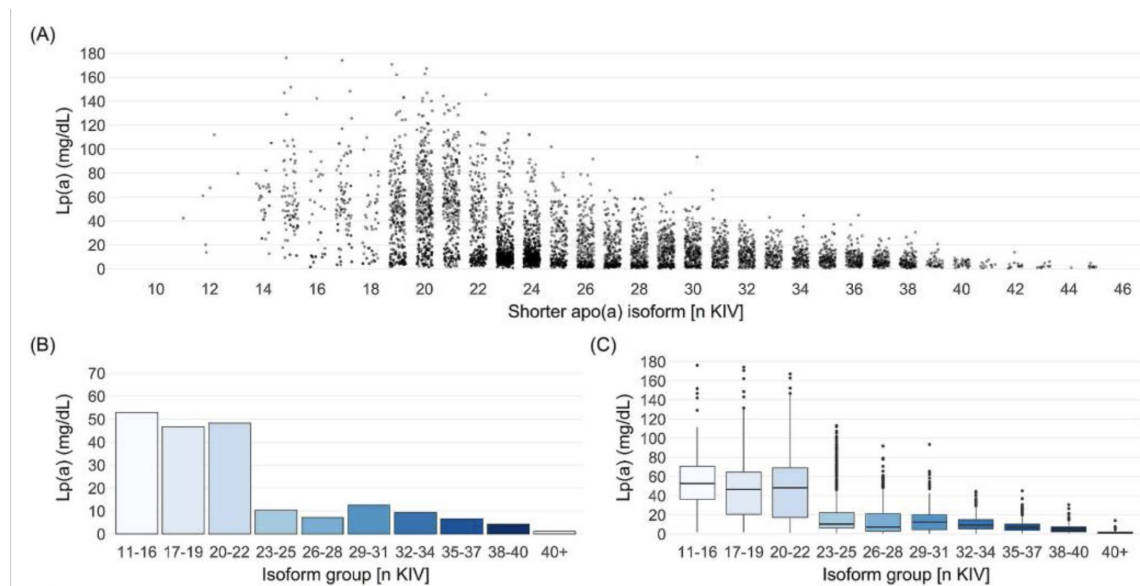 (A)
180
160
140
120
100
80
60
40
20
0
Lp(a) (mg/dL)
10 12 14 16 18 20 22 24 26 28 30 32 34 36 38 40 42 44 46
Shorter apo(a) isoform [n KIV]
(B)
70
60
50
40
30
20
10
0
Lp(a) (mg/dL)
11-16 17-19 20-22 23-25 26-28 29-31 32-34 35-37 38-40 40+
Isoform group [n KIV]
(C)
180
160
140
120
100
80
60
40
20
0
Lp(a) (mg/dL)
11-16 17-19 20-22 23-25 26-28 29-31 32-34 35-37 38-40 40+
Isoform group [n KIV]